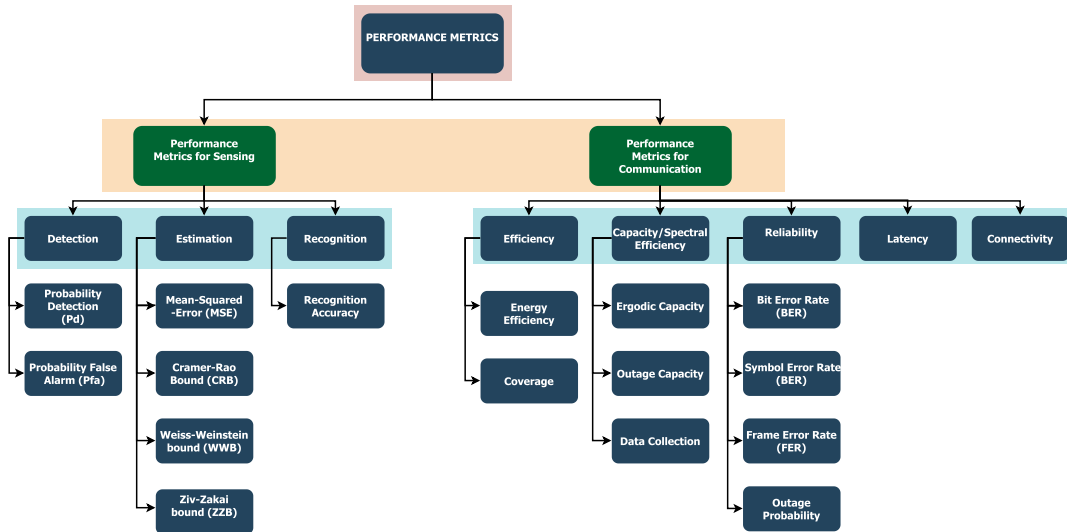 PERFORMANCE METRICS
Performance
Metrics for Sensing
Performance
Metrics for
Communication
Detection
Estimation
Recognition
Efficiency
Capacity/Spectral
Efficiency
Reliability
Latency
Connectivity
Probability
Detection
(Pd)
Mean-Squared
-Error (MSE)
Recognition
Accuracy
Energy
Efficiency
Ergodic Capacity
Bit Error Rate
(BER)
Probability False
Alarm (Pfa)
Cramer-Rao
Bound (CRB)
Coverage
Outage Capacity
Symbol Error Rate
(BER)
Weiss-Weinstein
bound (WWB)
Data Collection
Frame Error Rate
(FER)
Ziv-Zakai
bound (ZZB)
Outage
Probability